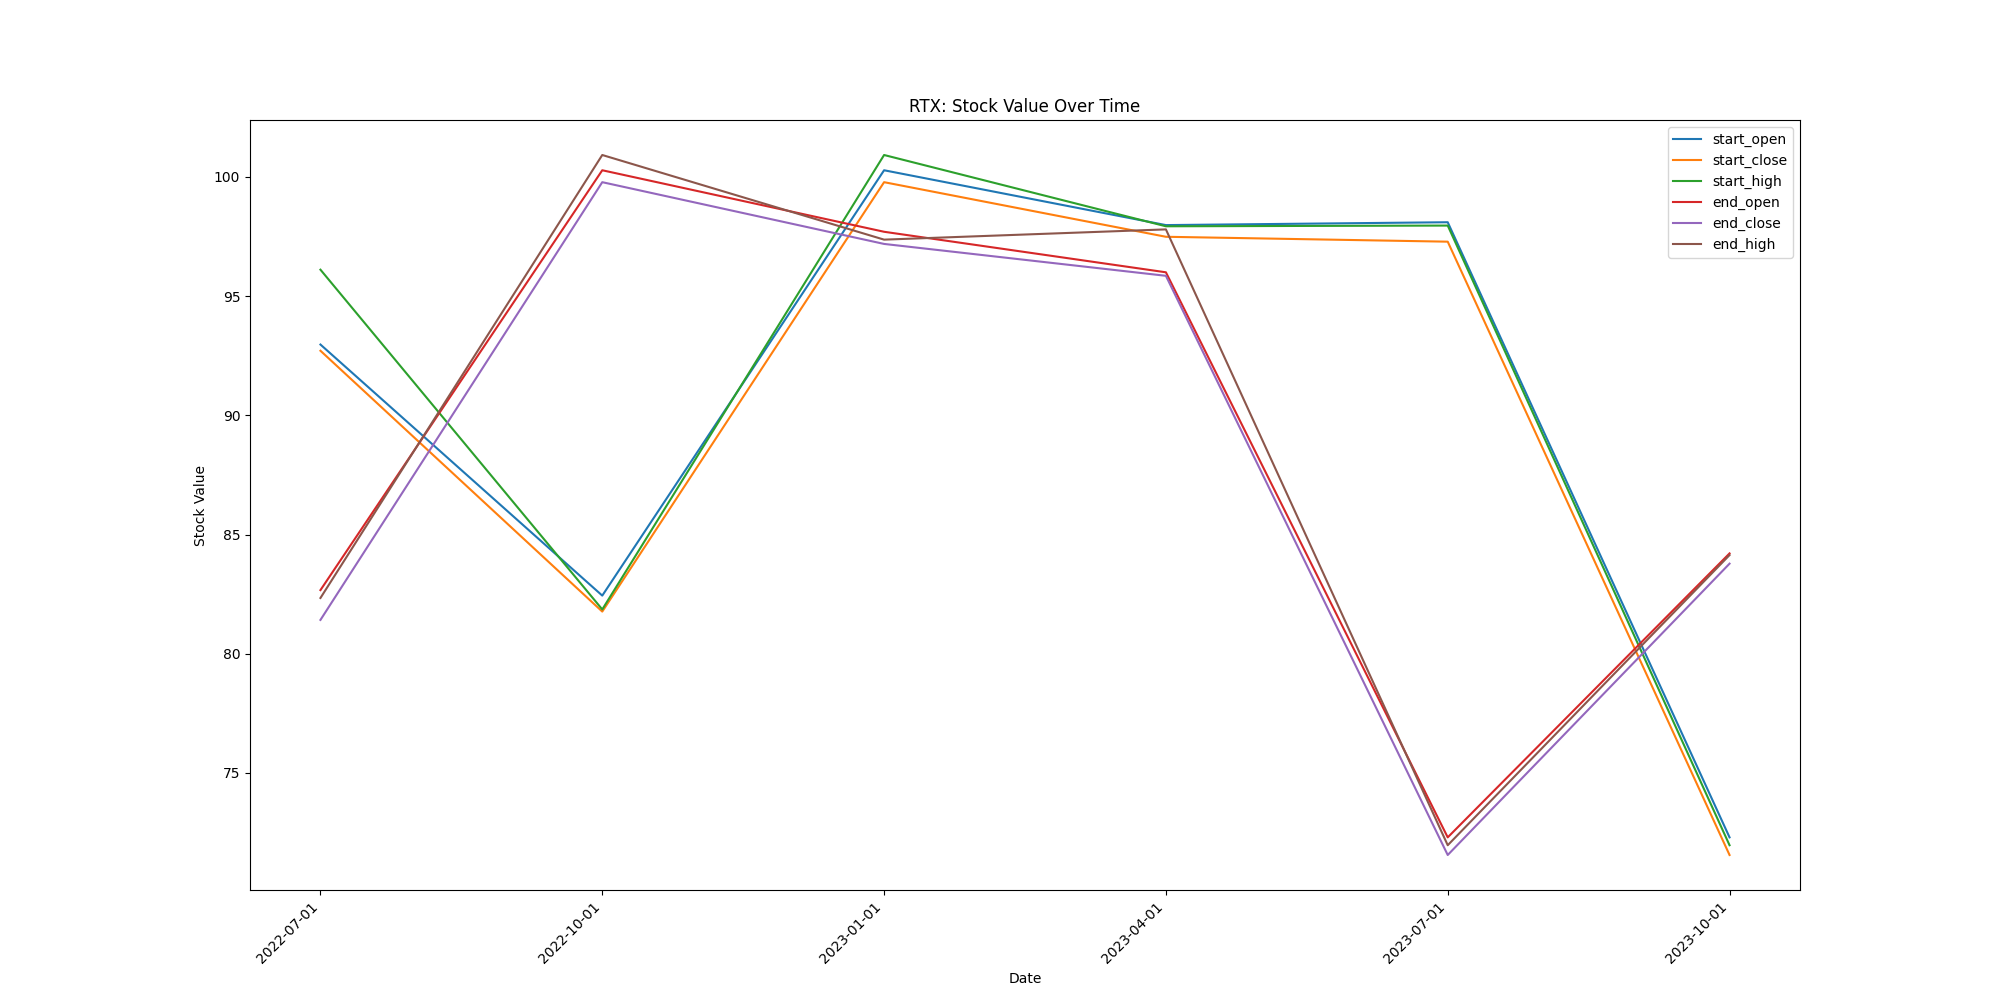 RTX: Stock Value Over Time
start_open
start_close
start_high
end_open
end_close
end_high
100
95
90
85
80
75
Stock Value
2022-07-01
2022-10-01
2023-01-01
2023-04-01
2023-07-01
2023-10-01
Date